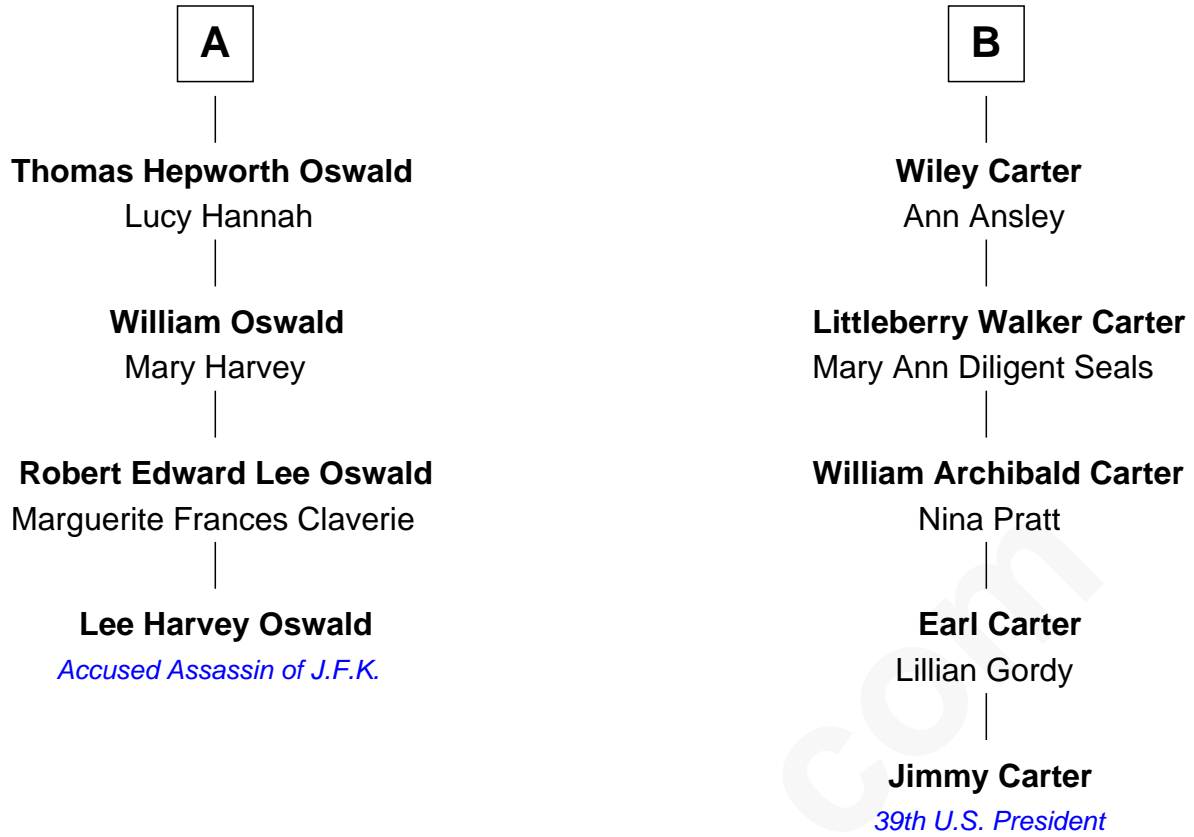 A
Thomas Hepworth Oswald
Lucy Hannah
William Oswald
Mary Harvey
Robert Edward Lee Oswald
Marguerite Frances Claverie
Lee Harvey Oswald
Accused Assassin of J.F.K.
B
Wiley Carter
Ann Ansley
Littleberry Walker Carter
Mary Ann Diligent Seals
William Archibald Carter
Nina Pratt
Earl Carter
Lillian Gordy
Jimmy Carter
39th U.S. President
com